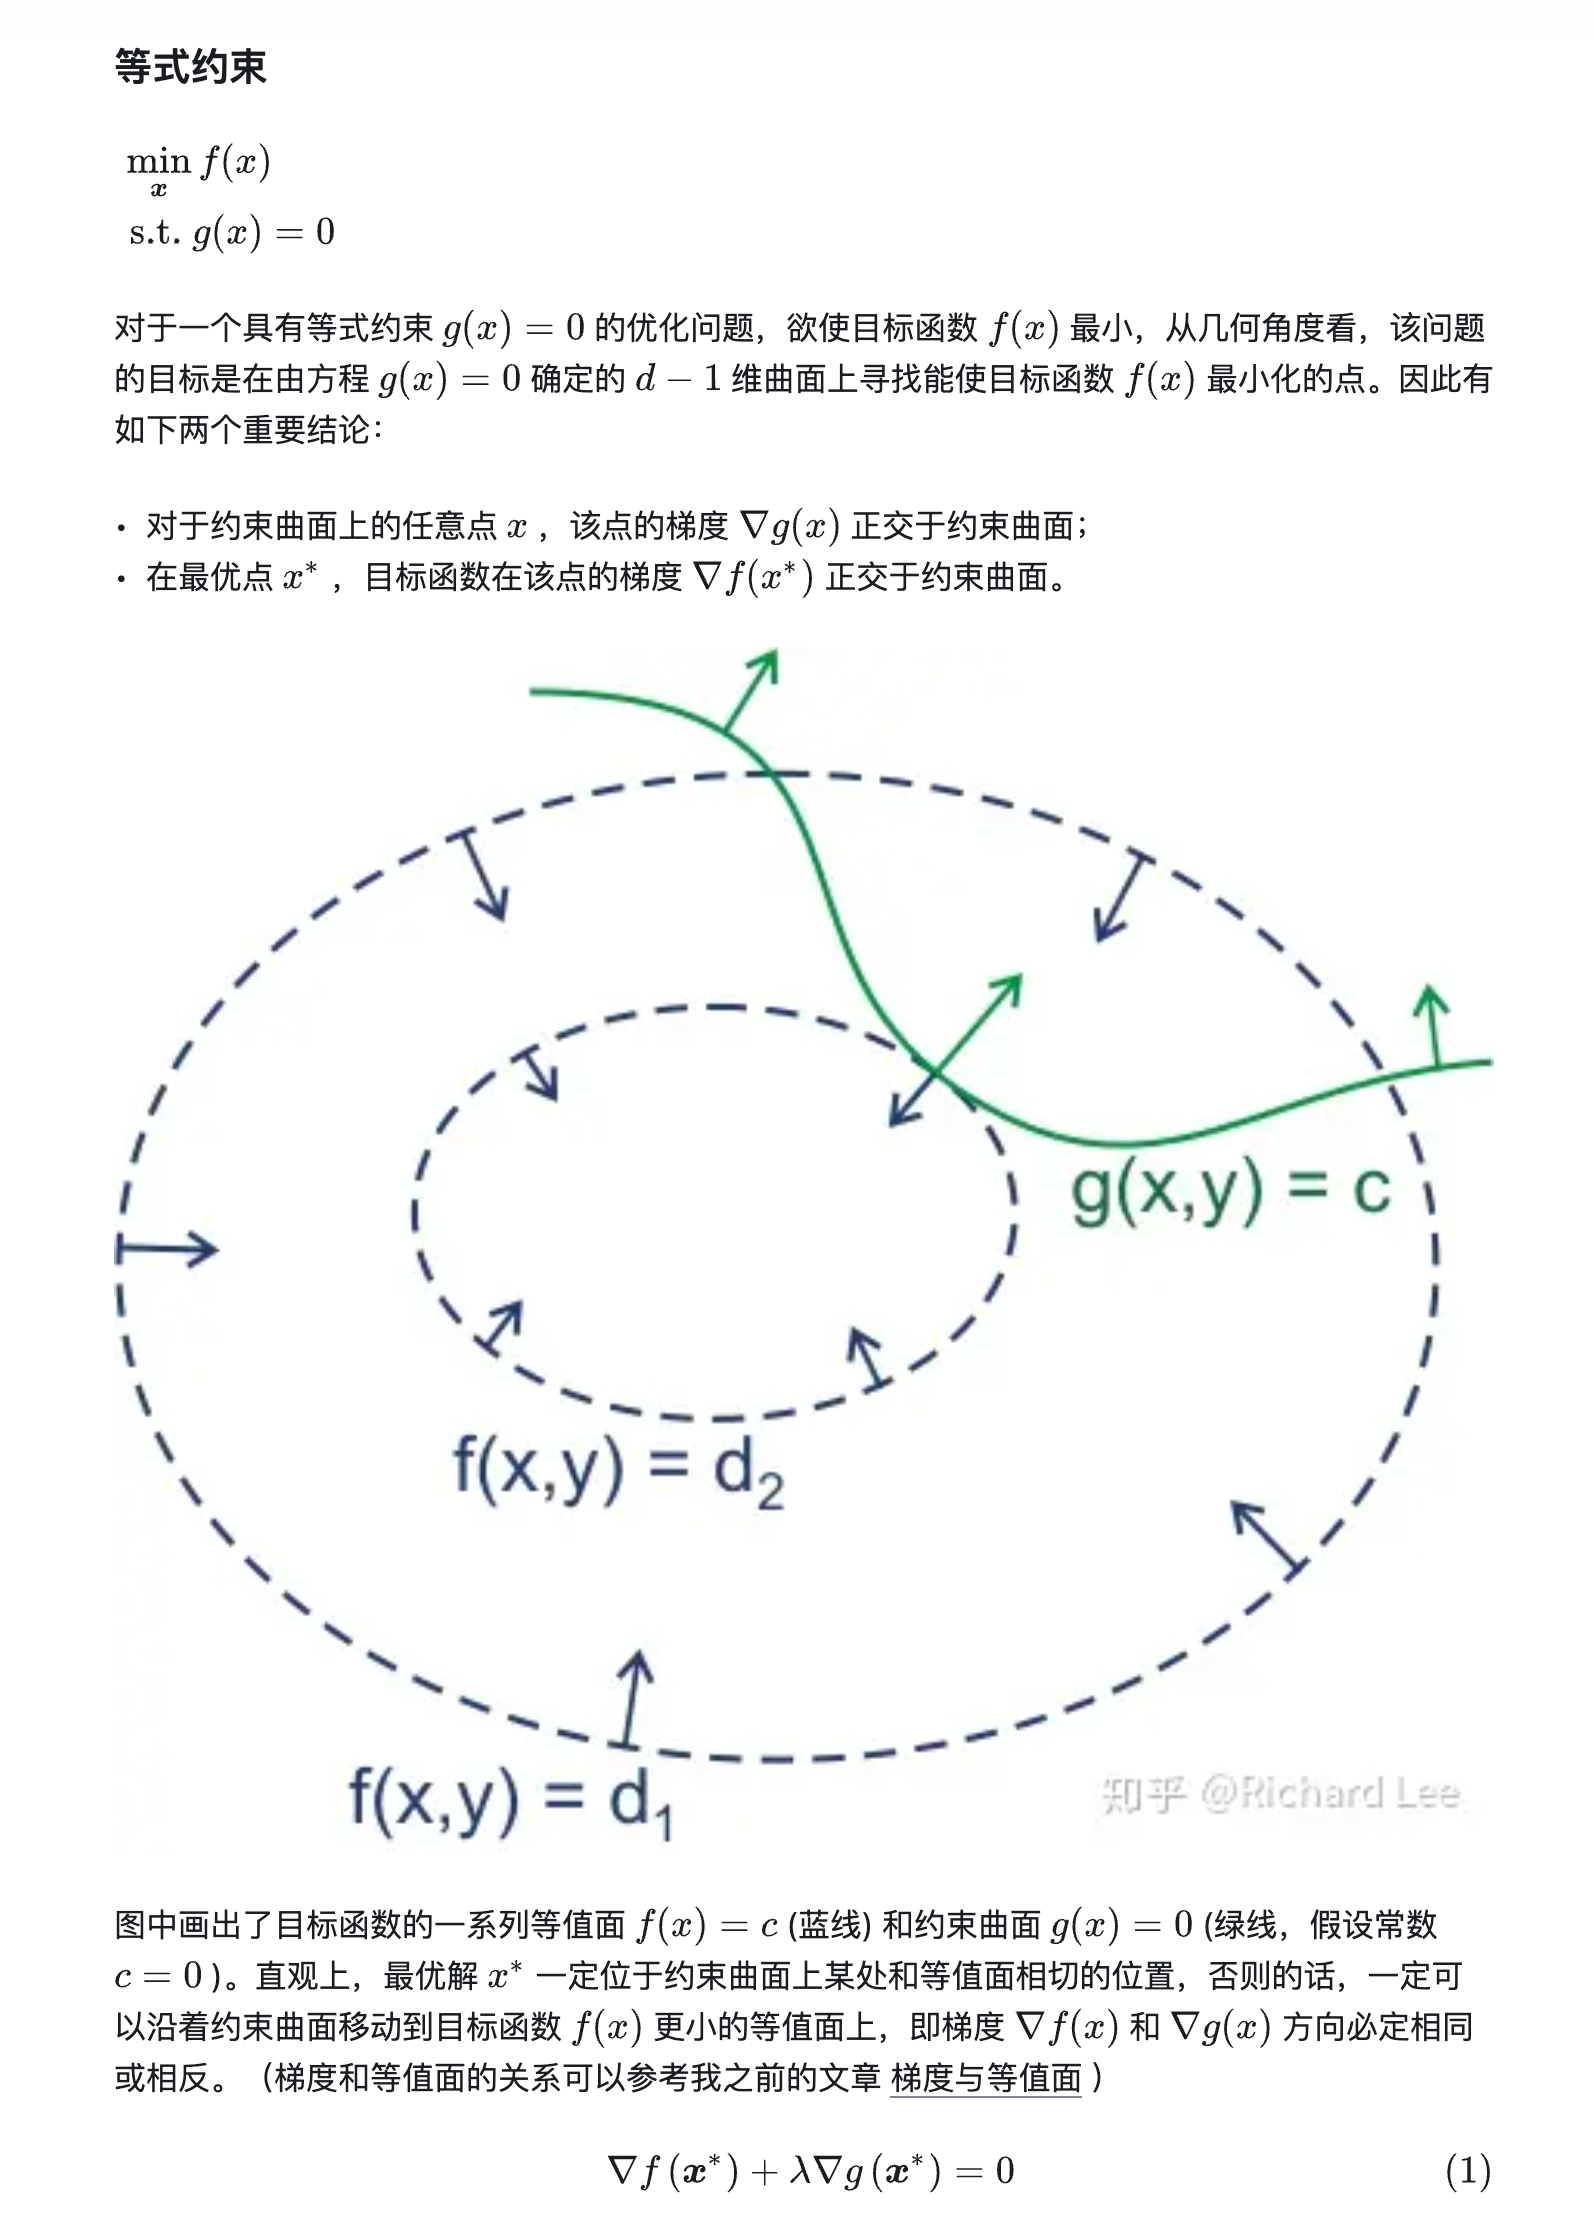 等式约束
min f(x)
x
s.t. g(x) = 0
对于一个具有等式约束 g(x) = 0 的优化问题，欲使目标函数 f(x) 最小，从几何角度看，该问题
的目标是在由方程 g(x) = 0 确定的 d − 1 维曲面上寻找能使目标函数 f(x) 最小化的点。因此有
如下两个重要结论：
• 对于约束曲面上的任意点 x ，该点的梯度 ∇g(x) 正交于约束曲面；
• 在最优点 x* ，目标函数在该点的梯度 ∇f(x*) 正交于约束曲面。
g(x,y) = c
f(x,y) = d₂
f(x,y) = d₁
知乎 @Richard Lee
图中画出了目标函数的一系列等值面 f(x) = c (蓝线) 和约束曲面 g(x) = 0 (绿线，假设常数
c = 0 )。直观上，最优解 x* 一定位于约束曲面上某处和等值面相切的位置，否则的话，一定可
以沿着约束曲面移动到目标函数 f(x) 更小的等值面上，即梯度 ∇f(x) 和 ∇g(x) 方向必定相同
或相反。（梯度和等值面的关系可以参考我之前的文章 梯度与等值面 ）
∇f (x*) + λ∇g (x*) = 0 (1)